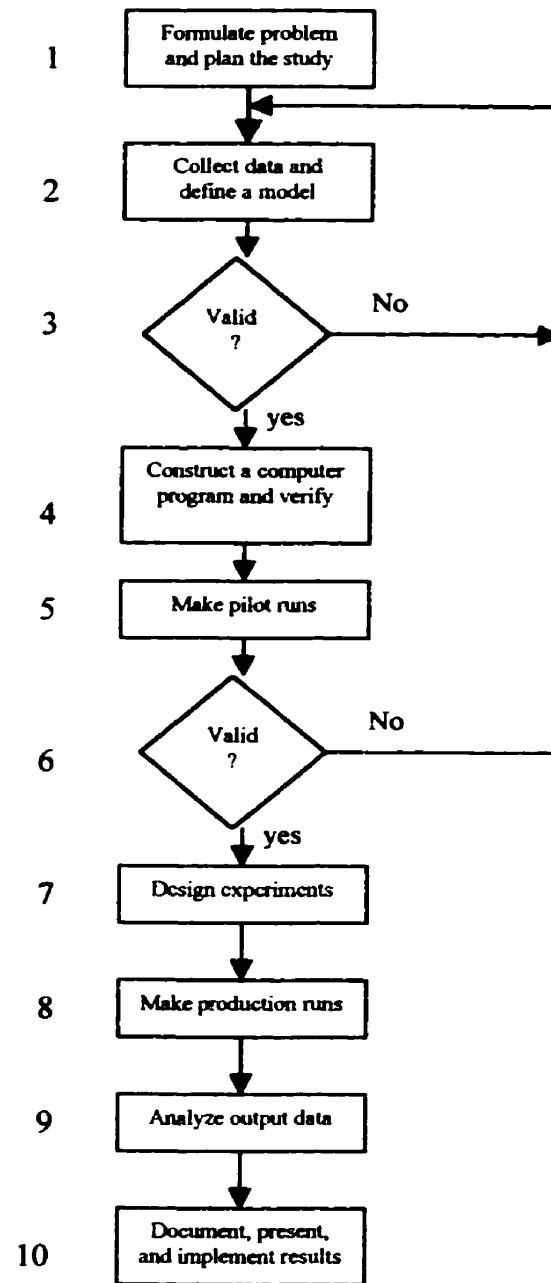 1
Formulate problem
and plan the study
2
Collect data and
define a model
3
Valid
?
No
yes
4
Construct a computer
program and verify
5
Make pilot runs
6
Valid
?
No
yes
7
Design experiments
8
Make production runs
9
Analyze output data
10
Document, present,
and implement results